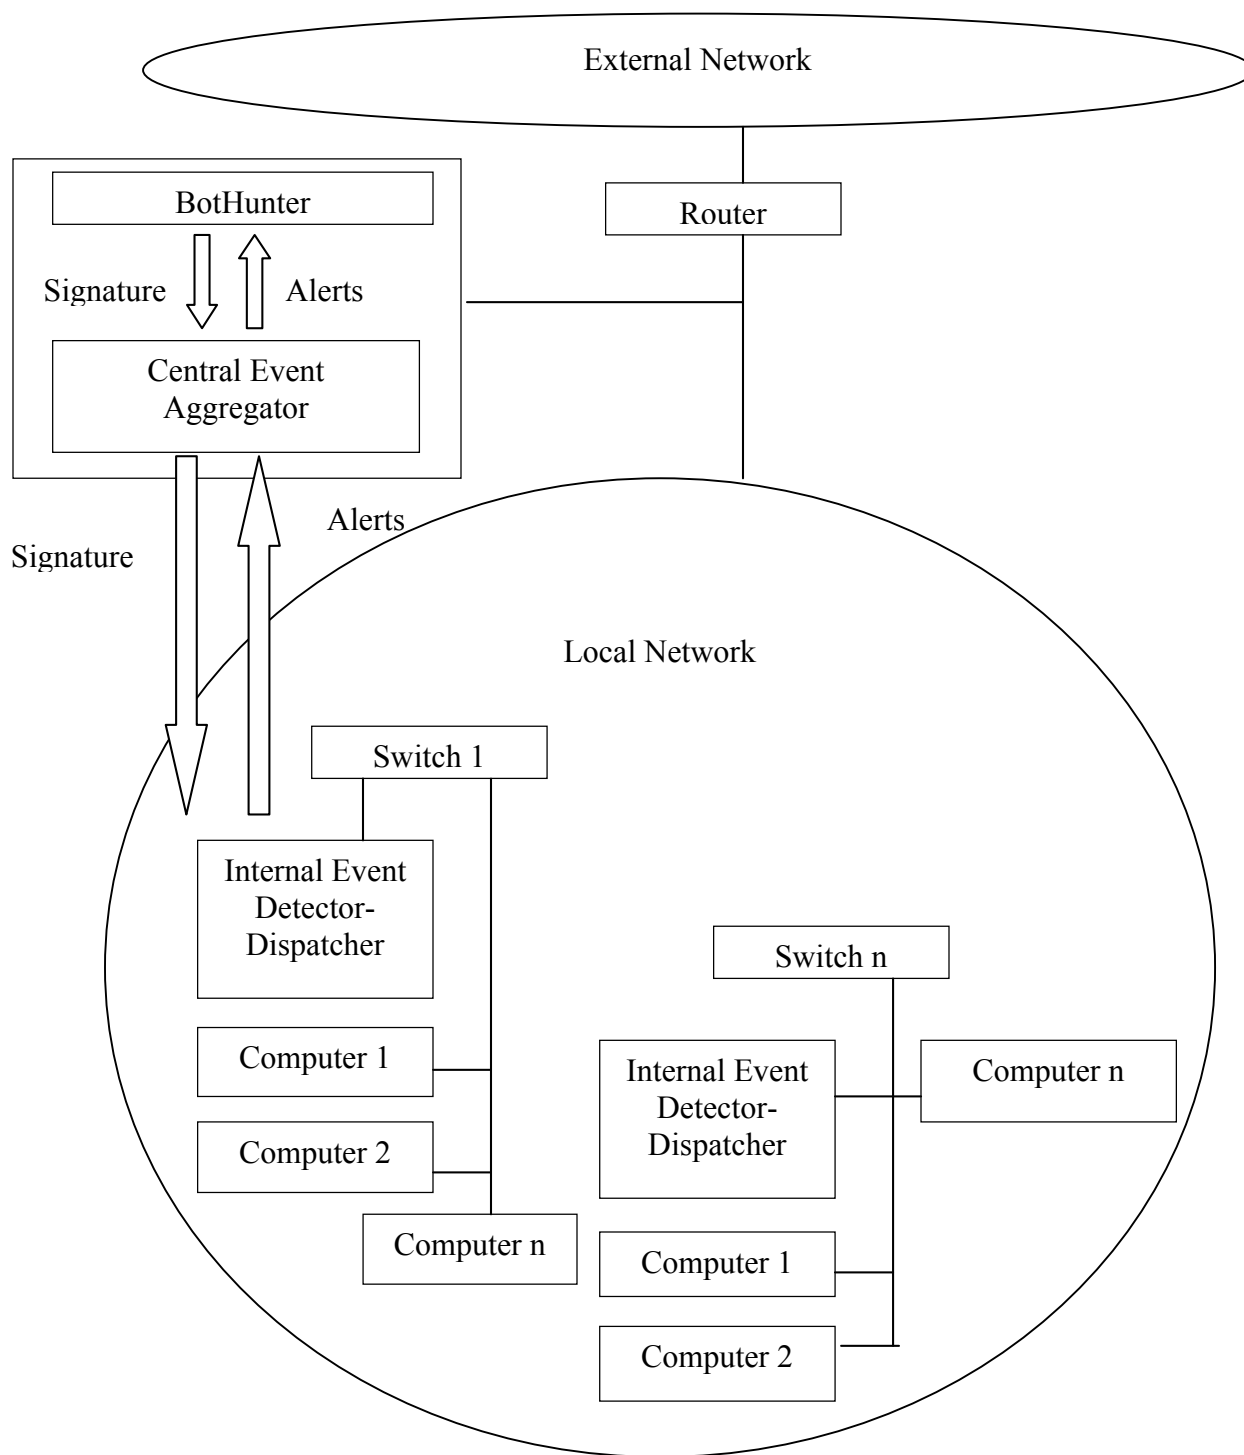 External Network
BotHunter
Router
Signature
Alerts
Central Event
Aggregator
Alerts
Signature
Local Network
Switch 1
Internal Event
Detector-
Dispatcher
Switch n
Computer 1
Internal Event
Detector-
Dispatcher
Computer n
Computer 2
Computer n
Computer 1
Computer 2